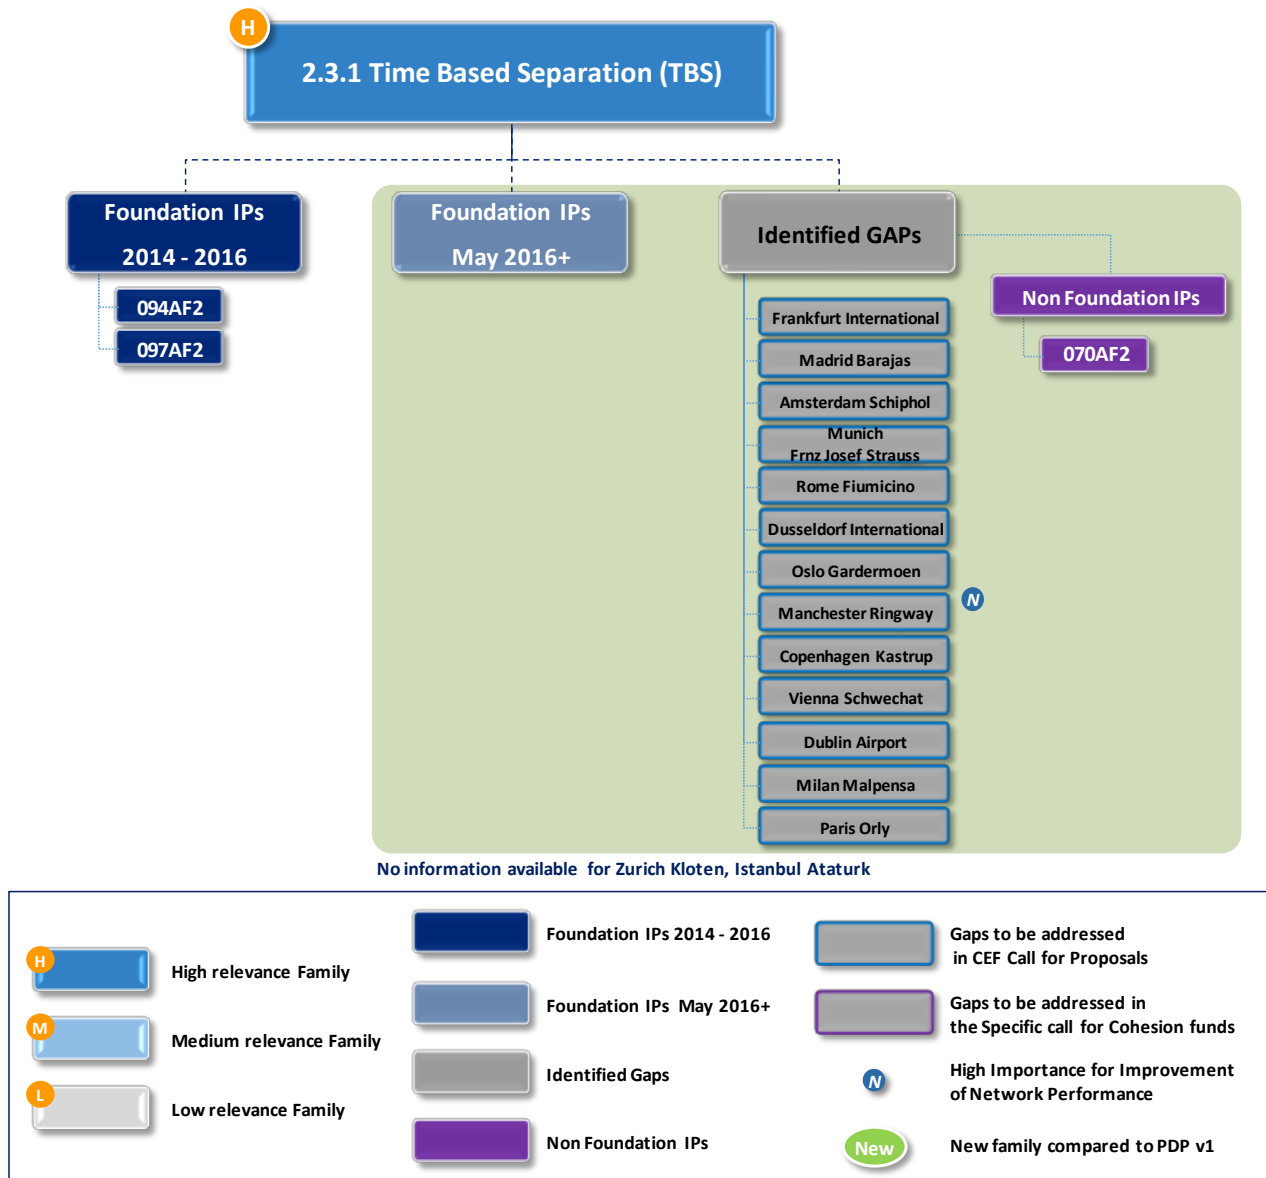 H
2.3.1 Time Based Separation (TBS)
Foundation IPs
2014 - 2016
094AF2
097AF2
Foundation IPs
May 2016+
Identified GAPs
Frankfurt International
Madrid Barajas
Amsterdam Schiphol
Munich
Frnz Josef Strauss
Rome Fiumicino
Dusseldorf International
Oslo Gardermoen
Manchester Ringway
N
Copenhagen Kastrup
Vienna Schwechat
Dublin Airport
Milan Malpensa
Paris Orly
Non Foundation IPs
070AF2
No information available for Zurich Kloten, Istanbul Ataturk
H
High relevance Family
M
Medium relevance Family
L
Low relevance Family
Foundation IPs 2014 - 2016
Foundation IPs May 2016+
Identified Gaps
Non Foundation IPs
Gaps to be addressed
in CEF Call for Proposals
Gaps to be addressed in
the Specific call for Cohesion funds
N
High Importance for Improvement
of Network Performance
New
New family compared to PDP v1